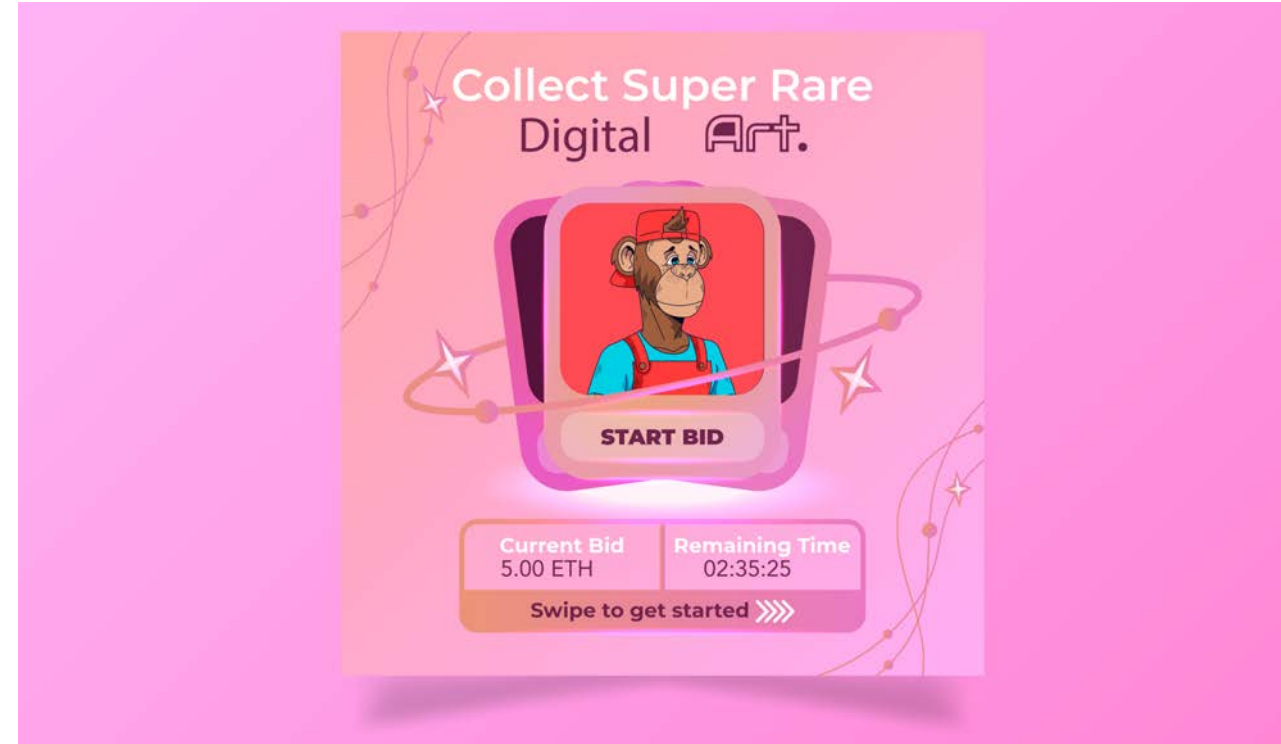 Collect Super Rare
Digital Art.
START BID
Current Bid
5.00 ETH
Remaining Time
02:35:25
Swipe to get started